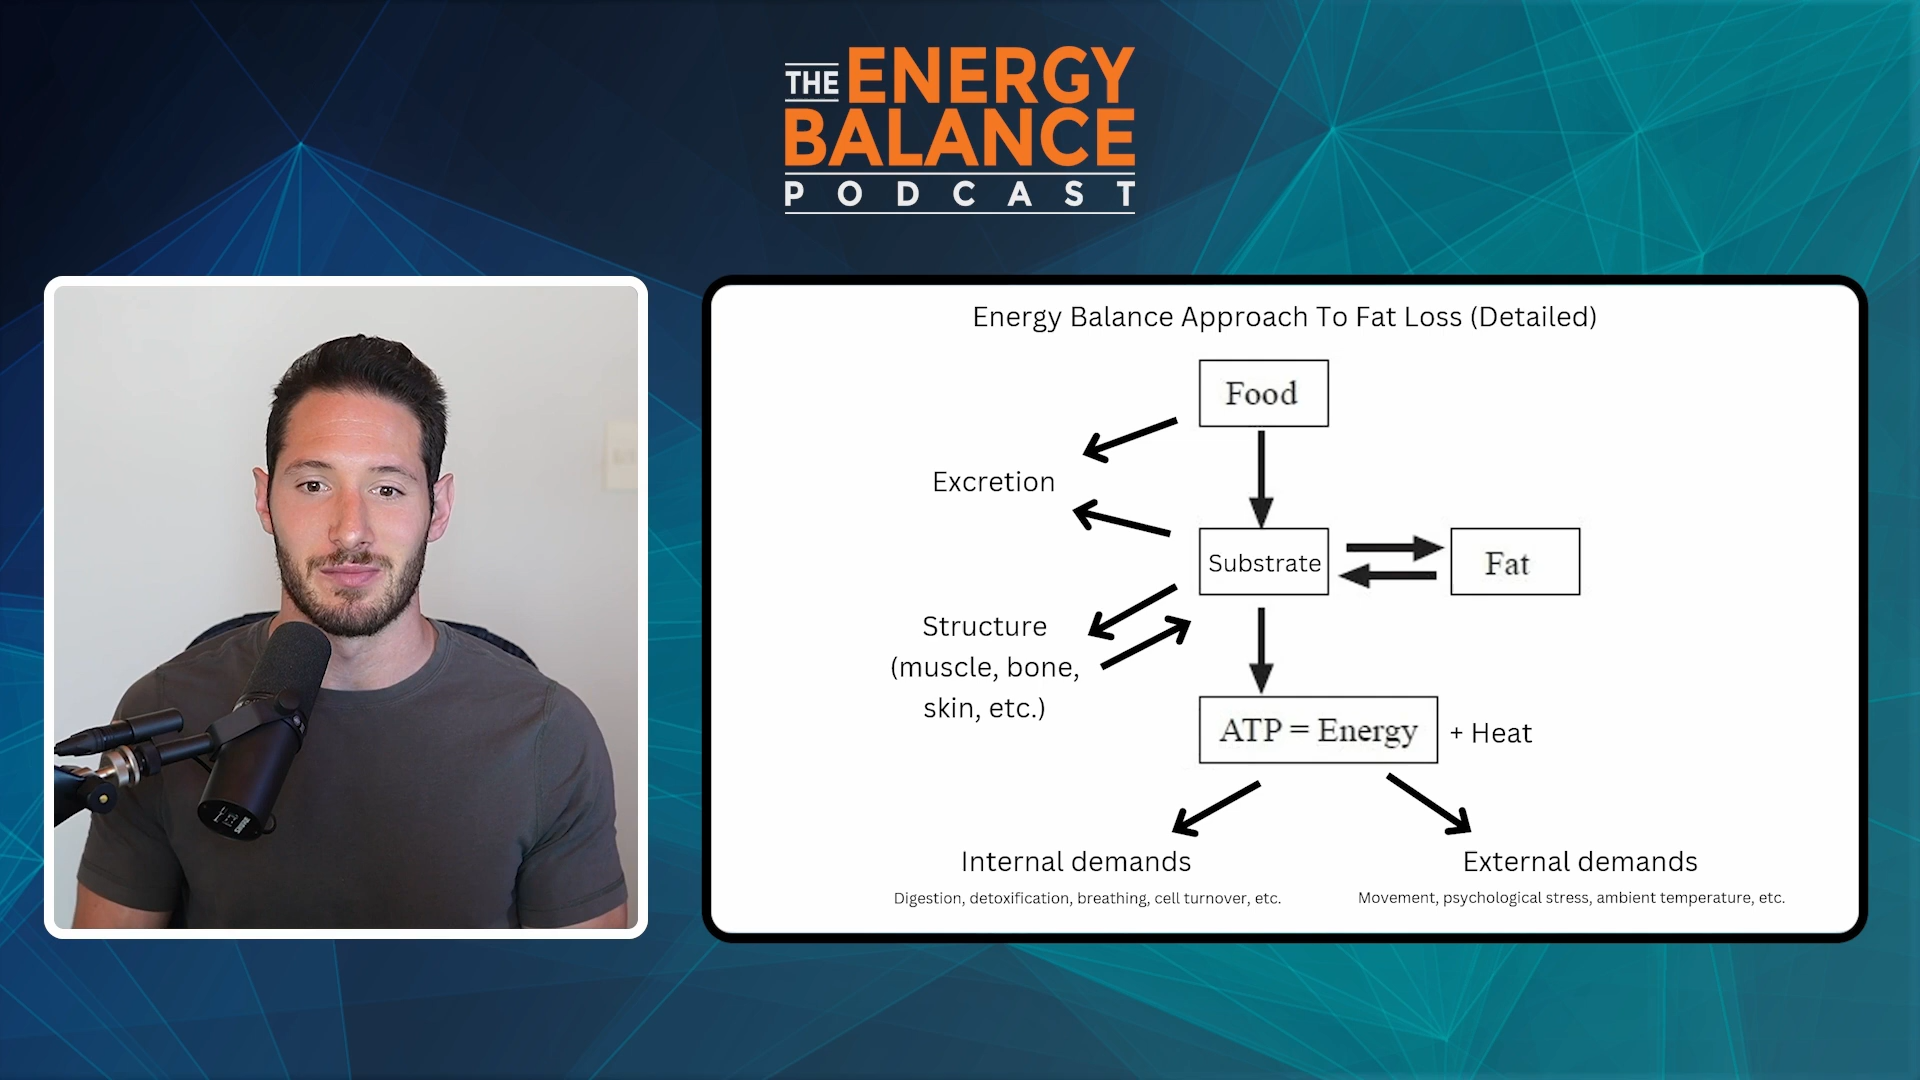 THE ENERGY
BALANCE
PODCAST
Energy Balance Approach To Fat Loss (Detailed)
Food
Excretion
Substrate
Fat
Structure
(muscle, bone,
skin, etc.)
ATP = Energy
+ Heat
Internal demands
Digestion, detoxification, breathing, cell turnover, etc.
External demands
Movement, psychological stress, ambient temperature, etc.